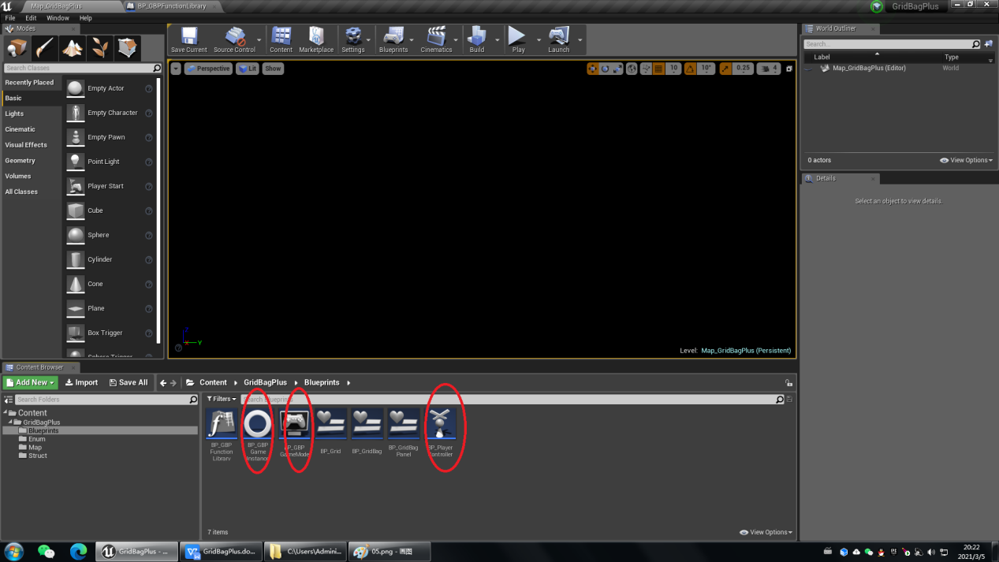 Map_GridBagPlus
BP_GBPFunctionLibrary
GridBagPlus
File Edit Window Help
Modes
Search Classes
Recently Placed
Basic
Lights
Cinematic
Visual Effects
Geometry
Volumes
All Classes
Empty Actor
Empty Character
Empty Pawn
Point Light
Player Start
Cube
Sphere
Cylinder
Cone
Plane
Box Trigger
Sphere Trigger
Save Current
Source Control
Content
Marketplace
Settings
Blueprints
Cinematics
Build
Play
Launch
Perspective
Lit
Show
10
10°
0.25
4
Z
Y
Level: Map_GridBagPlus (Persistent)
World Outliner
Search...
Label Type
Map_GridBagPlus (Editor) World
0 actors
View Options
Details
Select an object to view details.
Content Browser
Add New
Import
Save All
Content
GridBagPlus
Blueprints
Search Folders
Content
GridBagPlus
Blueprints
Enum
Map
Struct
Filters
Search Blueprints
BP_GBP
Function
Library
BP_GBP
Game
Instance
BP_GBP
GameMode
BP_Grid
BP_GridBag
BP_GridBag
Panel
BP_Player
Controller
7 items
View Options
GridBagPlus - ...
GridBagPlus.do...
C:\Users\Admini...
05.png - 画图
20:22
2021/3/5